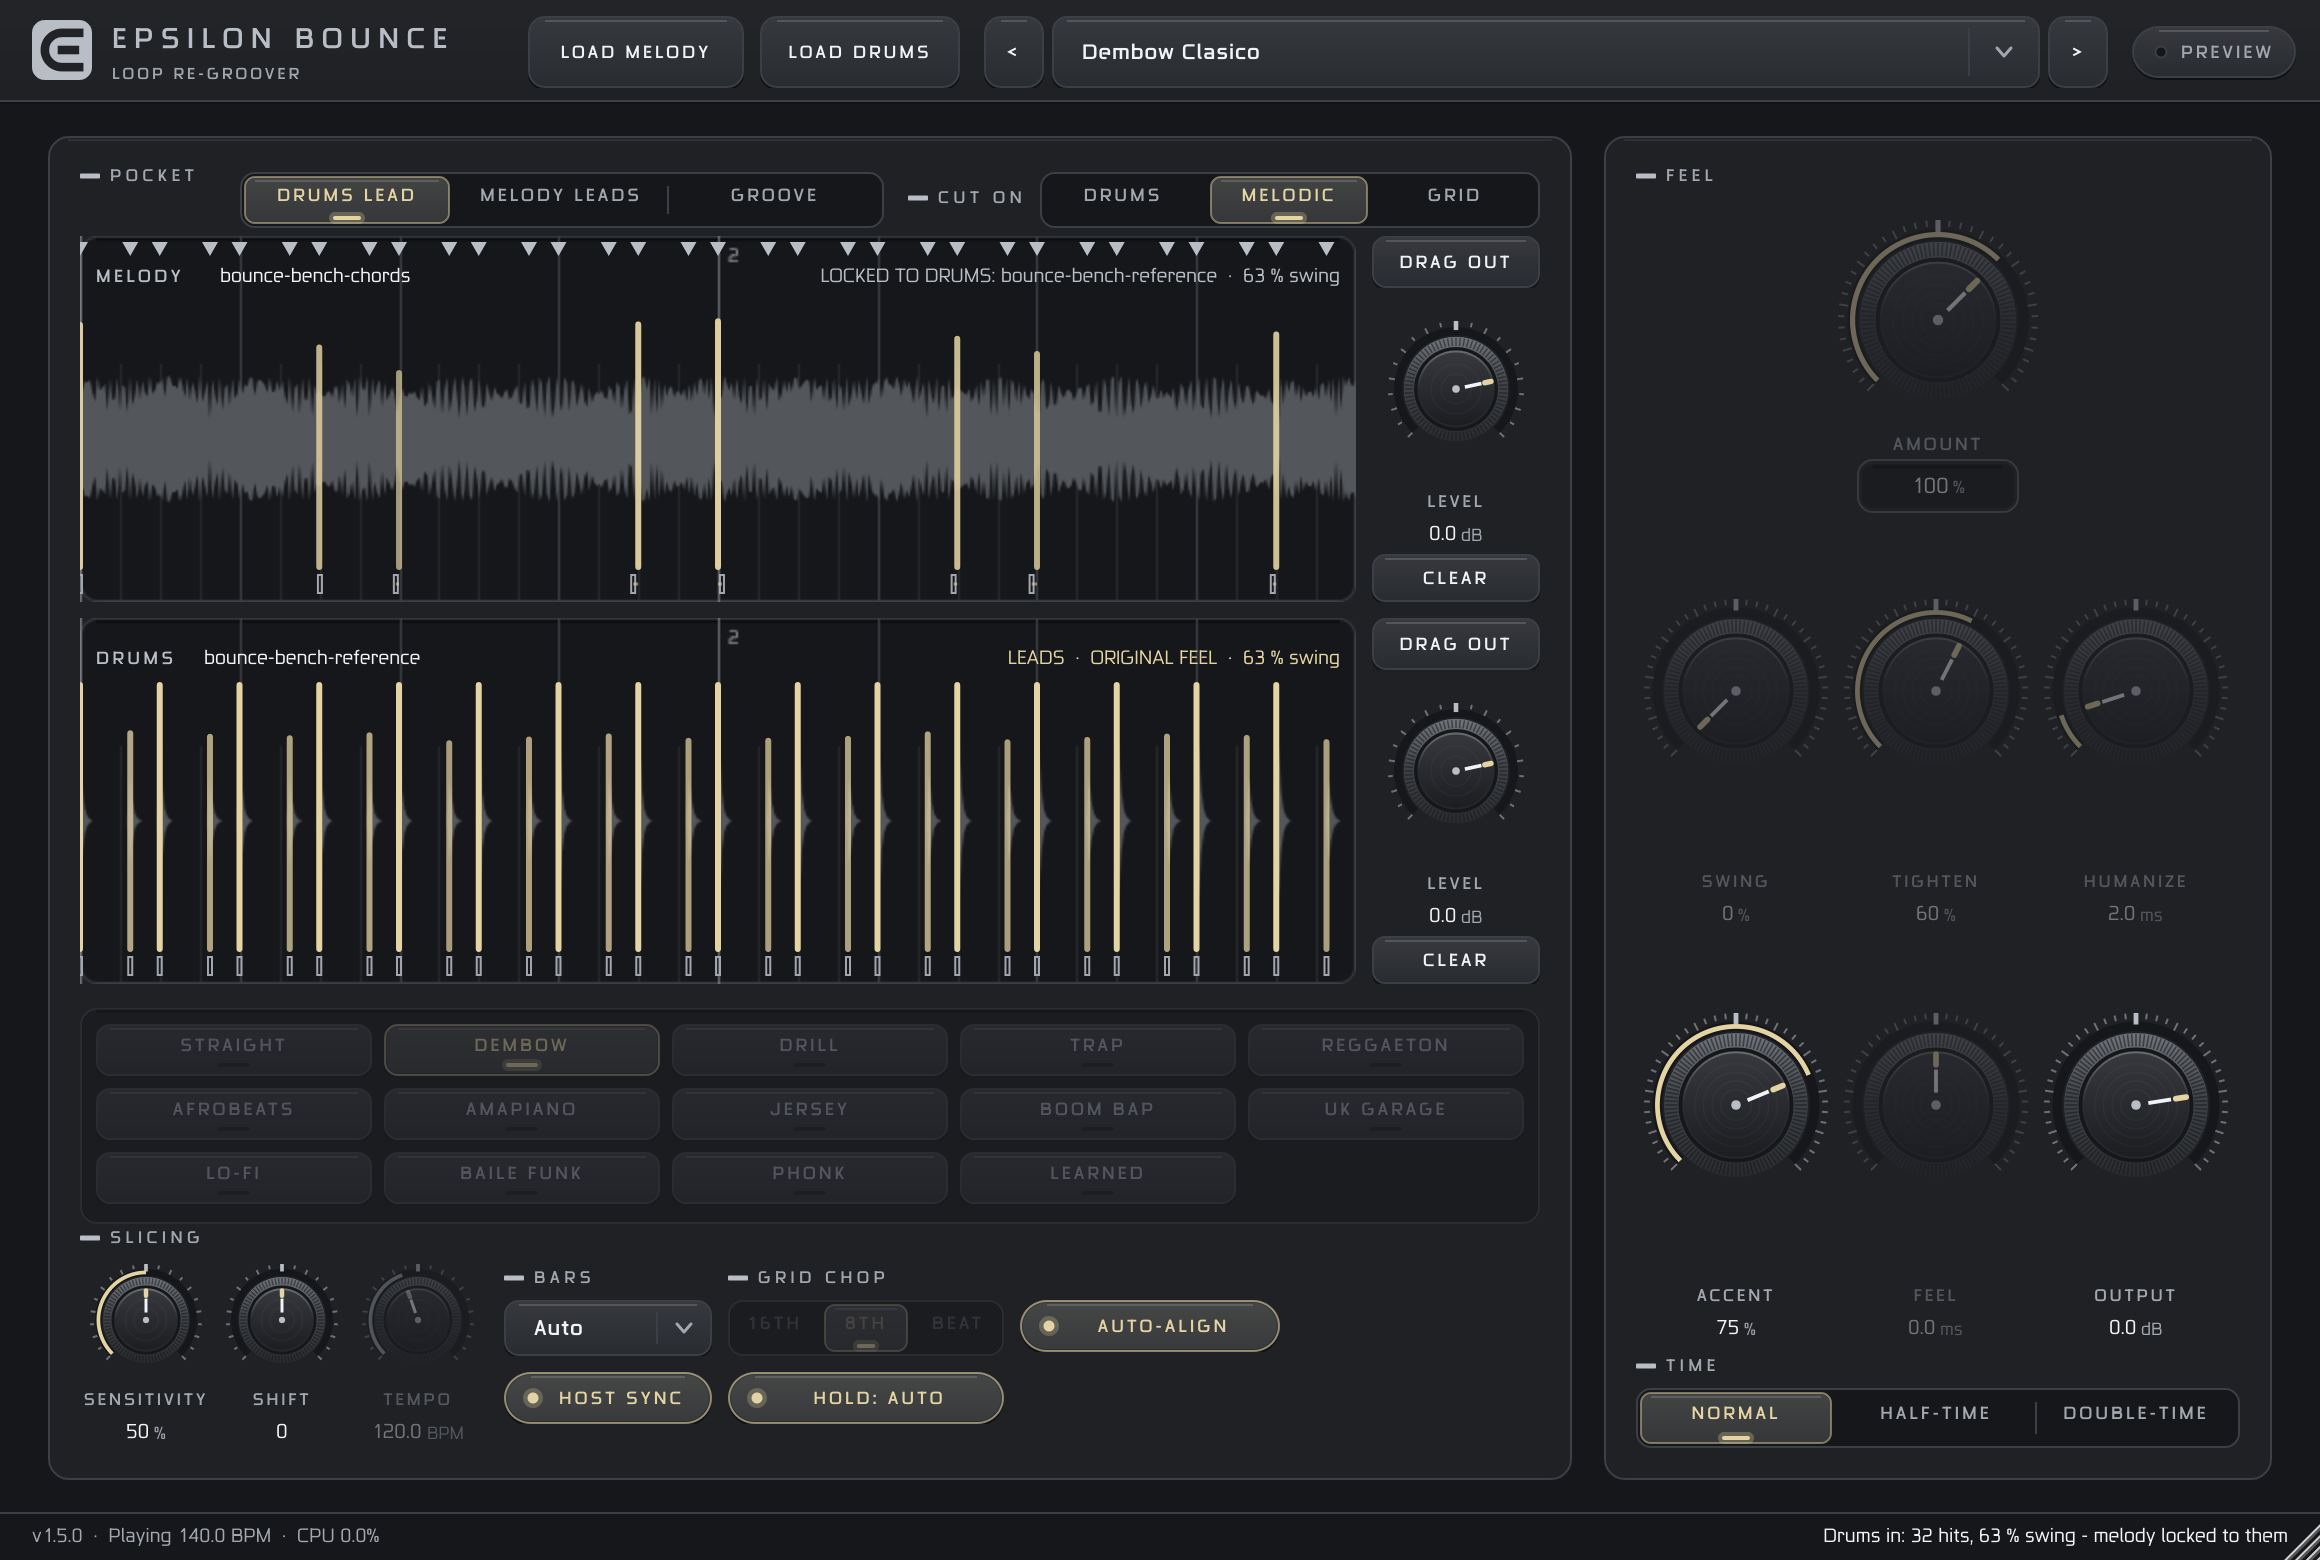 EPSILON BOUNCE
LOOP RE-GROOVER
LOAD MELODY
LOAD DRUMS
<
Dembow Clasico
>
PREVIEW
POCKET
DRUMS LEAD
MELODY LEADS
GROOVE
CUT ON
DRUMS
MELODIC
GRID
2
MELODY bounce-bench-chords
LOCKED TO DRUMS: bounce-bench-reference · 63 % swing
DRAG OUT
LEVEL
0.0 dB
CLEAR
2
DRUMS bounce-bench-reference
LEADS · ORIGINAL FEEL · 63 % swing
DRAG OUT
LEVEL
0.0 dB
CLEAR
STRAIGHT DEMBOW DRILL TRAP REGGAETON
AFROBEATS AMAPIANO JERSEY BOOM BAP UK GARAGE
LO-FI BAILE FUNK PHONK LEARNED
SLICING
SENSITIVITY SHIFT TEMPO
50 % 0 120.0 BPM
BARS
Auto
HOST SYNC
GRID CHOP
16TH 8TH BEAT
HOLD: AUTO
AUTO-ALIGN
FEEL
AMOUNT
100 %
SWING TIGHTEN HUMANIZE
0 % 60 % 2.0 ms
ACCENT FEEL OUTPUT
75 % 0.0 ms 0.0 dB
TIME
NORMAL HALF-TIME DOUBLE-TIME
v1.5.0 · Playing 140.0 BPM · CPU 0.0%
Drums in: 32 hits, 63 % swing - melody locked to them